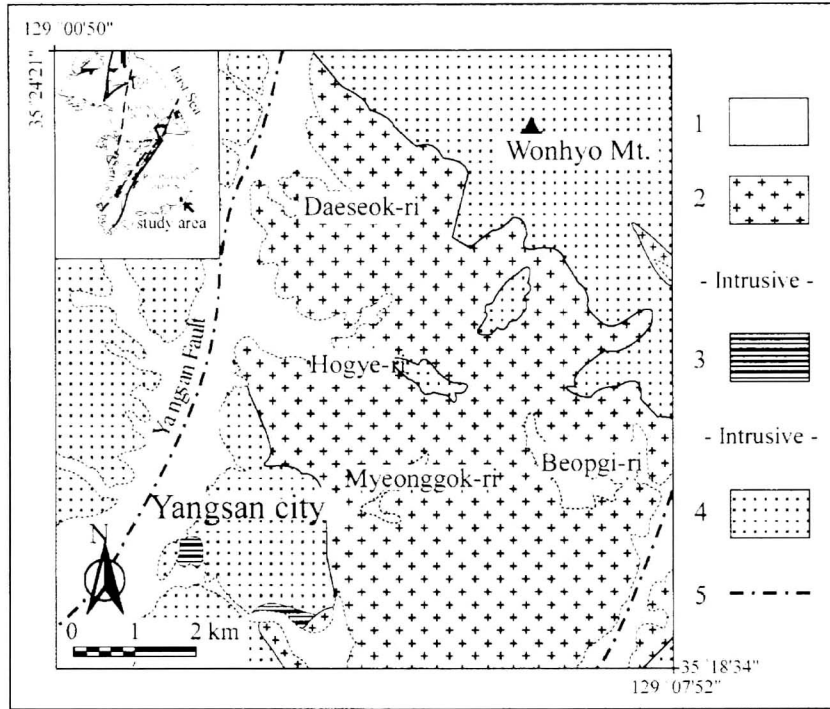 129°00'50"
35°24'21"
East Sea
study area
Wonhyo Mt.
Daeseok-ri
Yangsan Fault
Hogye-ri
Myeonggok-ri
Beopgi-ri
Yangsan city
N
0 1 2 km
35°18'34"
129°07'52"
1
2
- Intrusive -
3
- Intrusive -
4
5